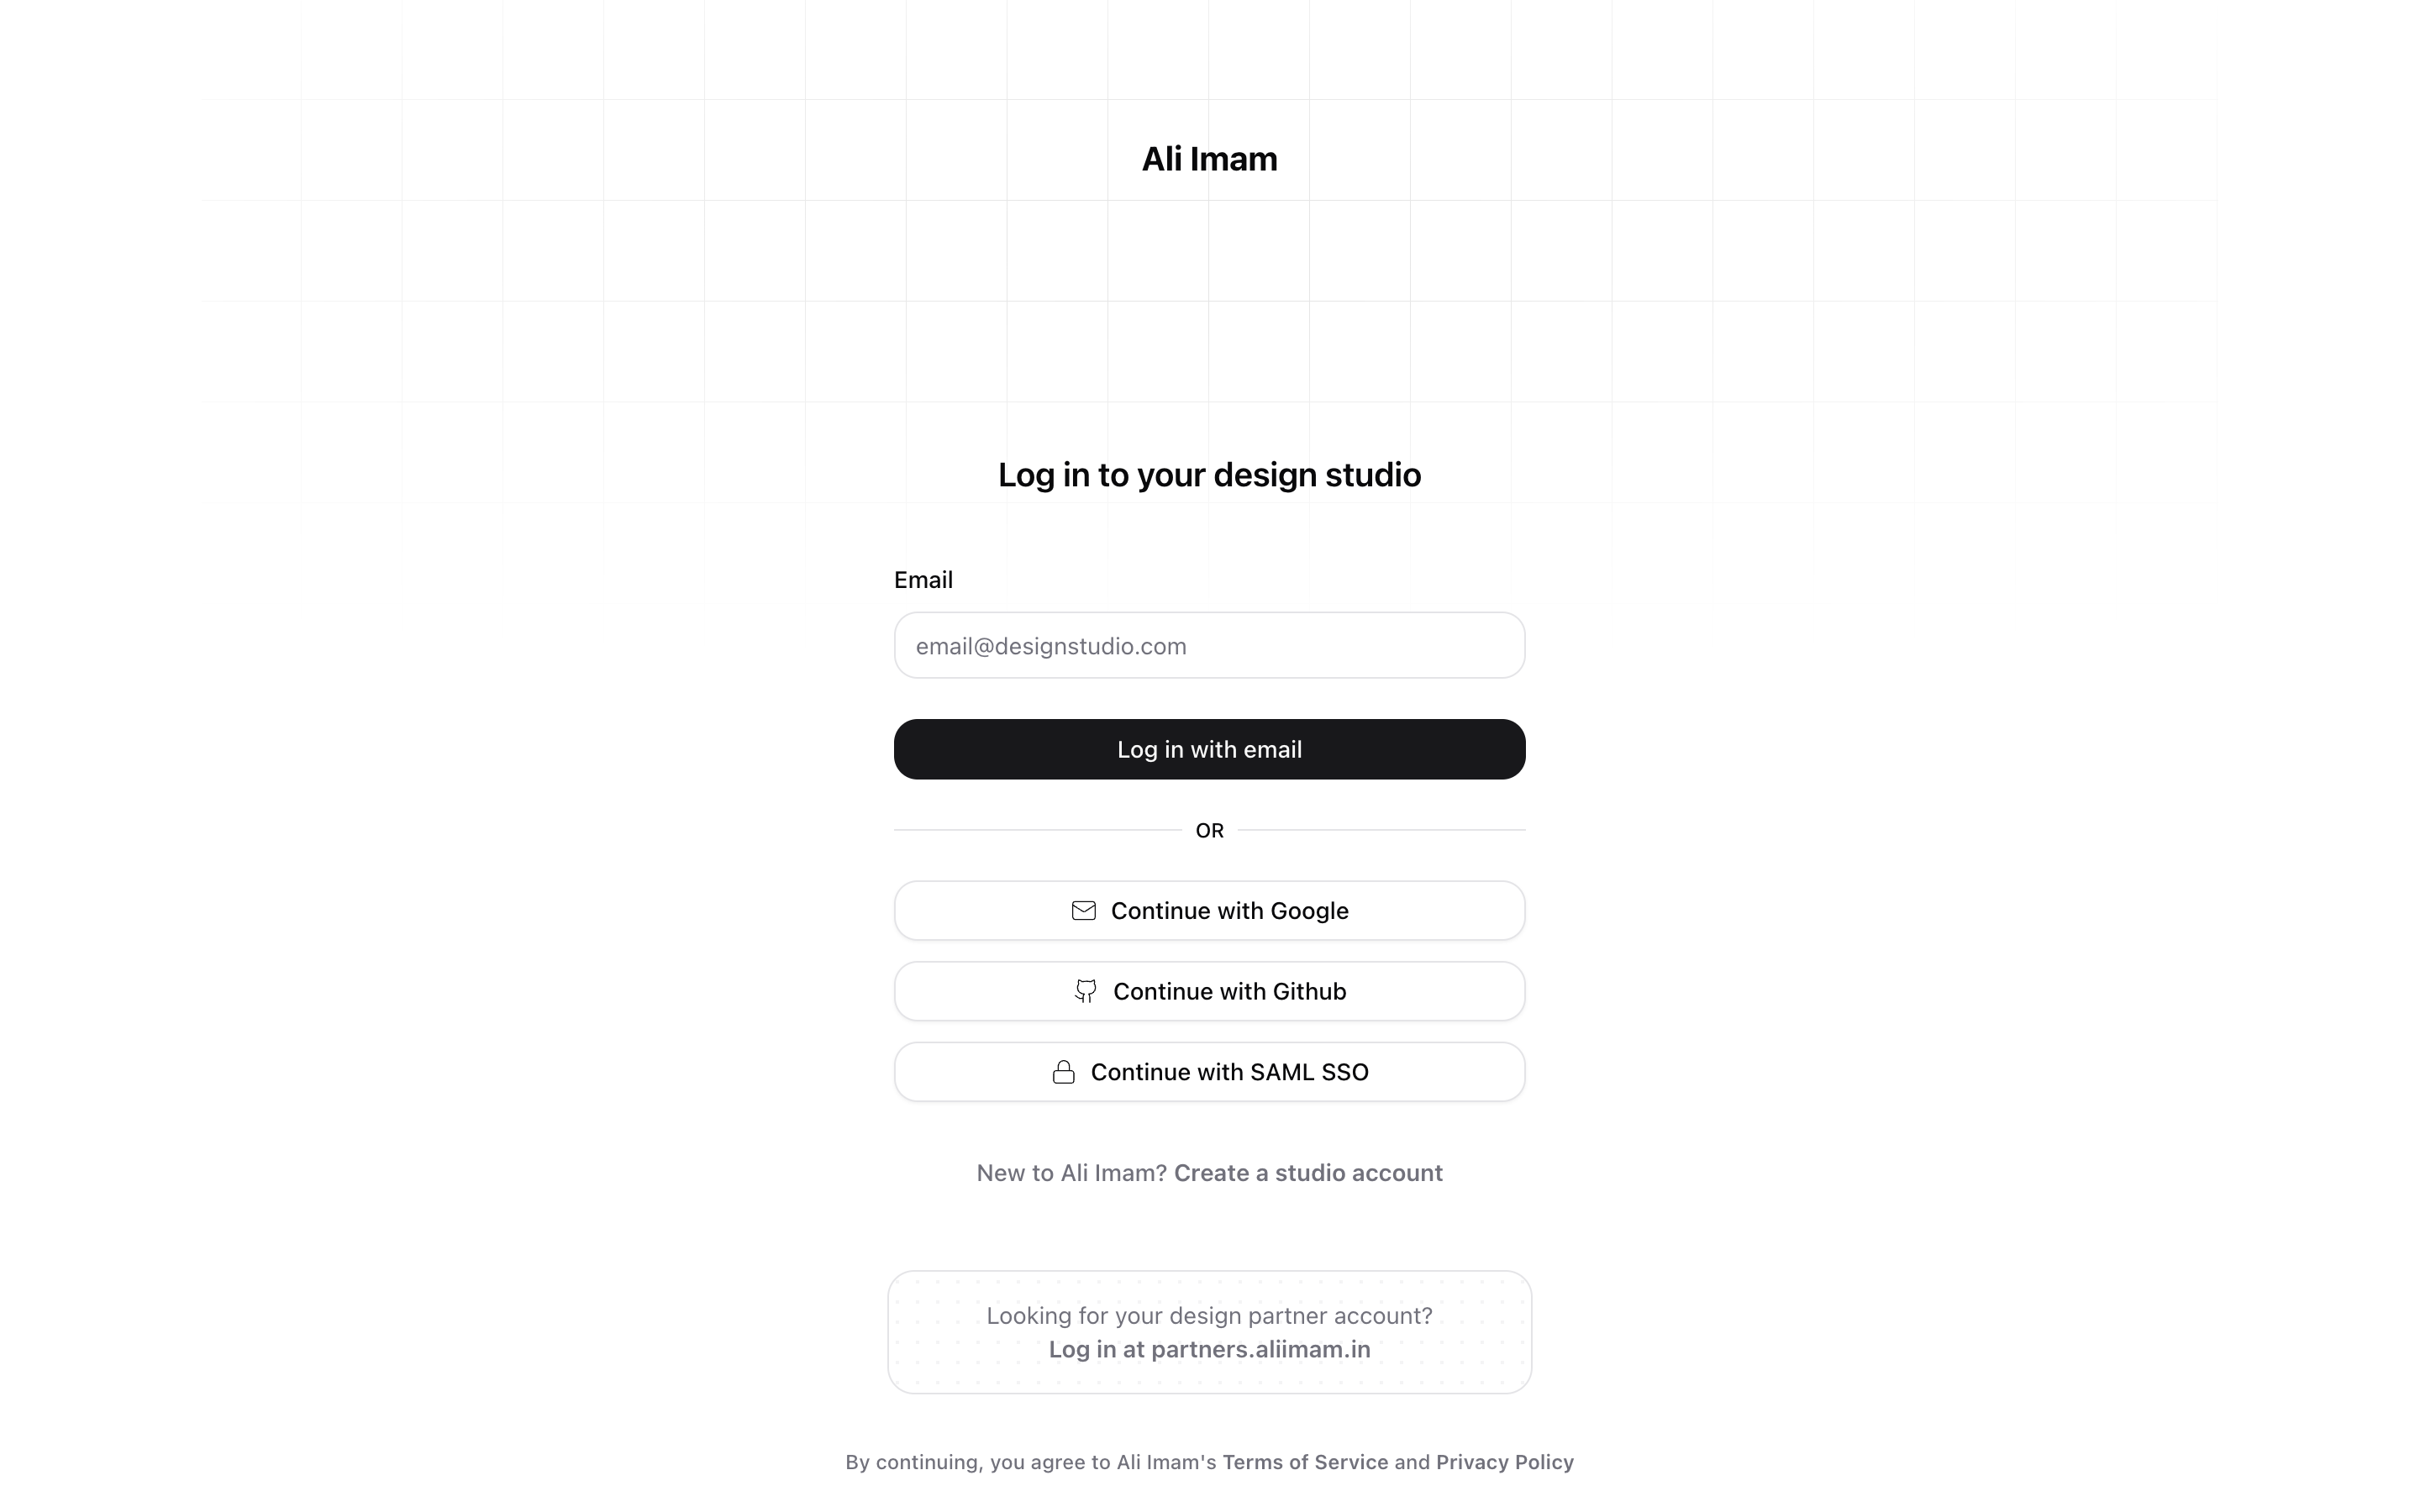 Ali Imam
Log in to your design studio
Email
email@designstudio.com
Log in with email
OR
Continue with Google
Continue with Github
Continue with SAML SSO
New to Ali Imam? Create a studio account
Looking for your design partner account?
Log in at partners.aliimam.in
By continuing, you agree to Ali Imam's Terms of Service and Privacy Policy